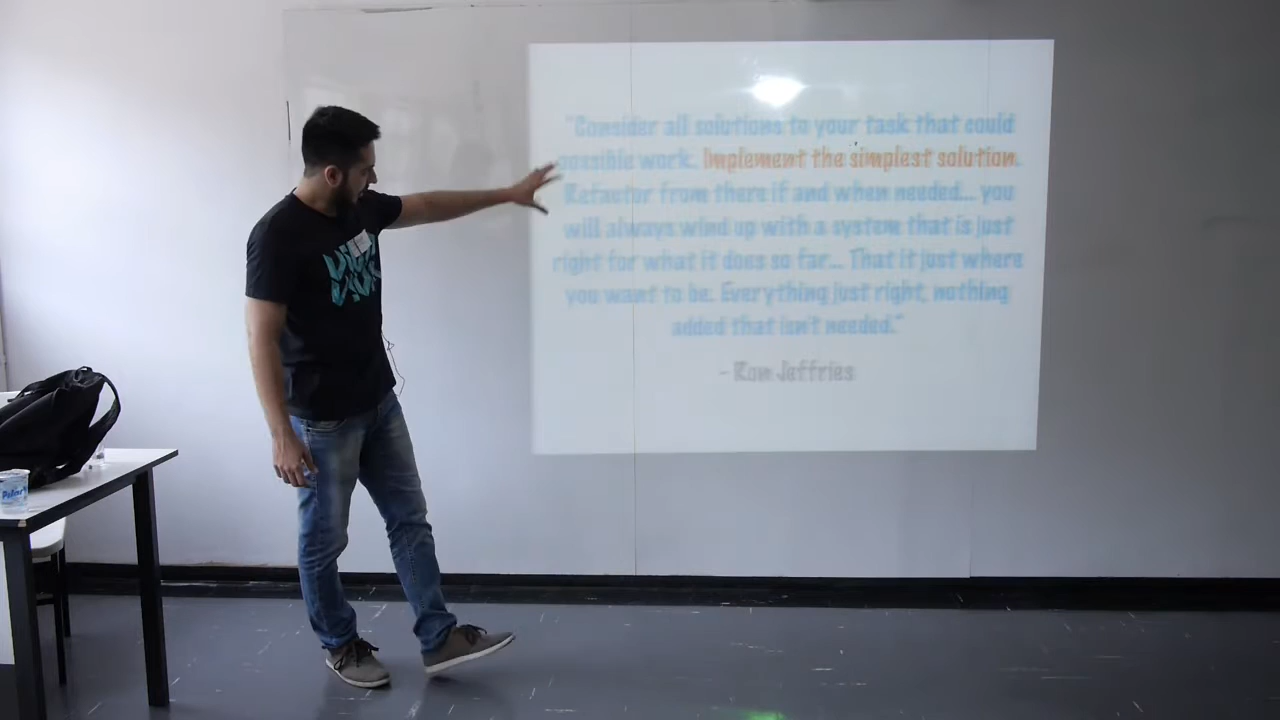 "Consider all solutions to your task that could
possible work. Implement the simplest solution.
Refactor from there if and when needed... you
will always wind up with a system that is just
right for what it does so far... That it just where
you want to be. Everything just right, nothing
added that isn't needed."
- Ron Jeffries